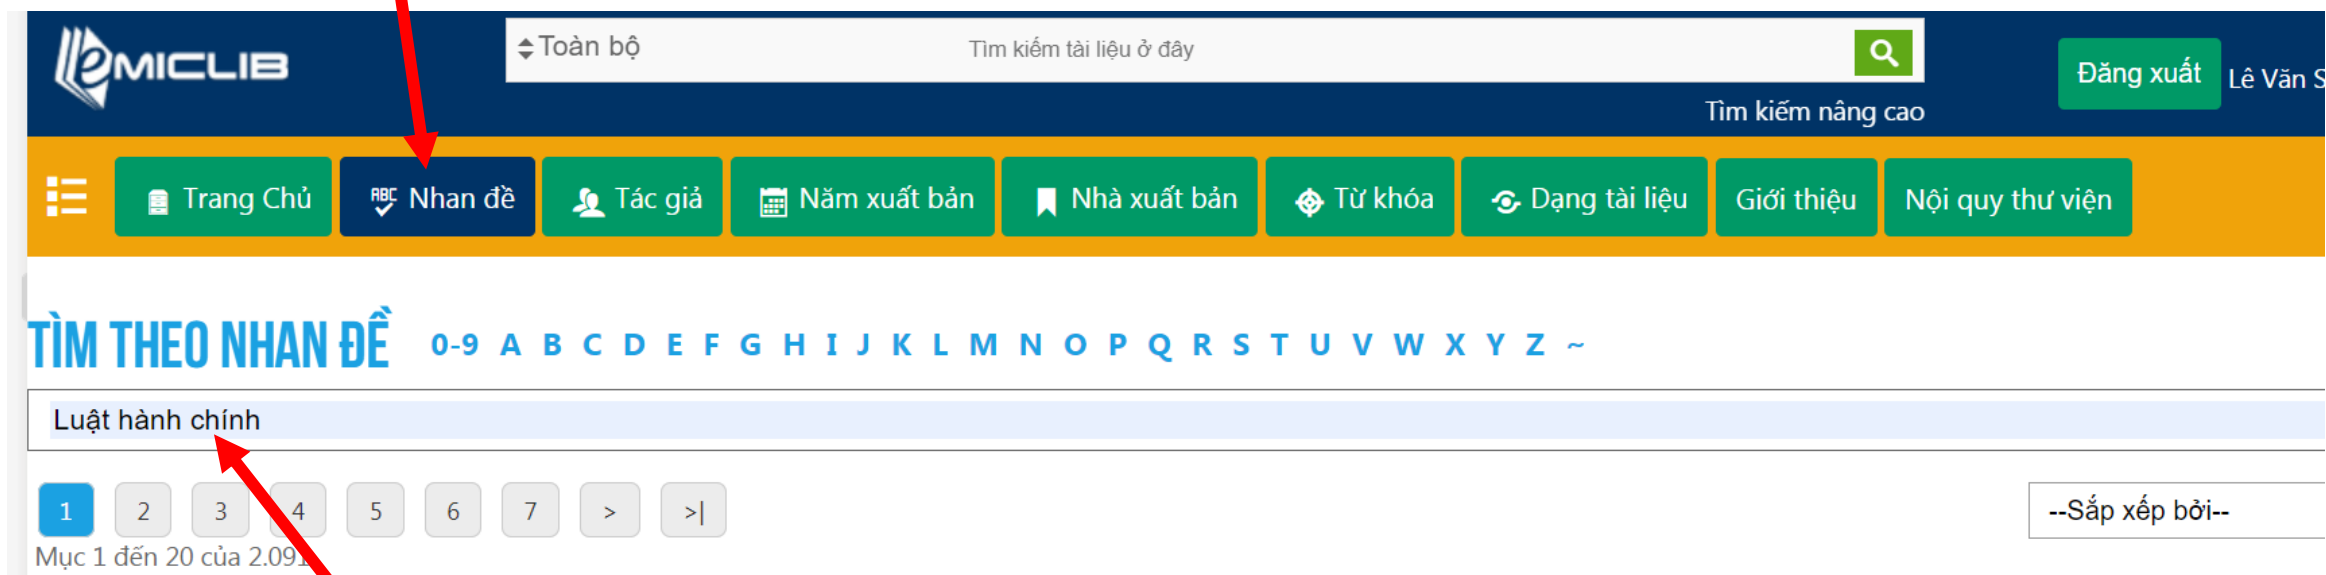 eMICLIB
Toàn bộ
Tìm kiếm tài liệu ở đây
Đăng xuất
Lê Văn S
Tìm kiếm nâng cao
Trang Chủ
ABC Nhan đề
Tác giả
Năm xuất bản
Nhà xuất bản
Từ khóa
Dạng tài liệu
Giới thiệu
Nội quy thư viện
TÌM THEO NHAN ĐỀ
0-9 A B C D E F G H I J K L M N O P Q R S T U V W X Y Z ~
Luật hành chính
1 2 3 4 5 6 7 > >|
--Sắp xếp bởi--
Mục 1 đến 20 của